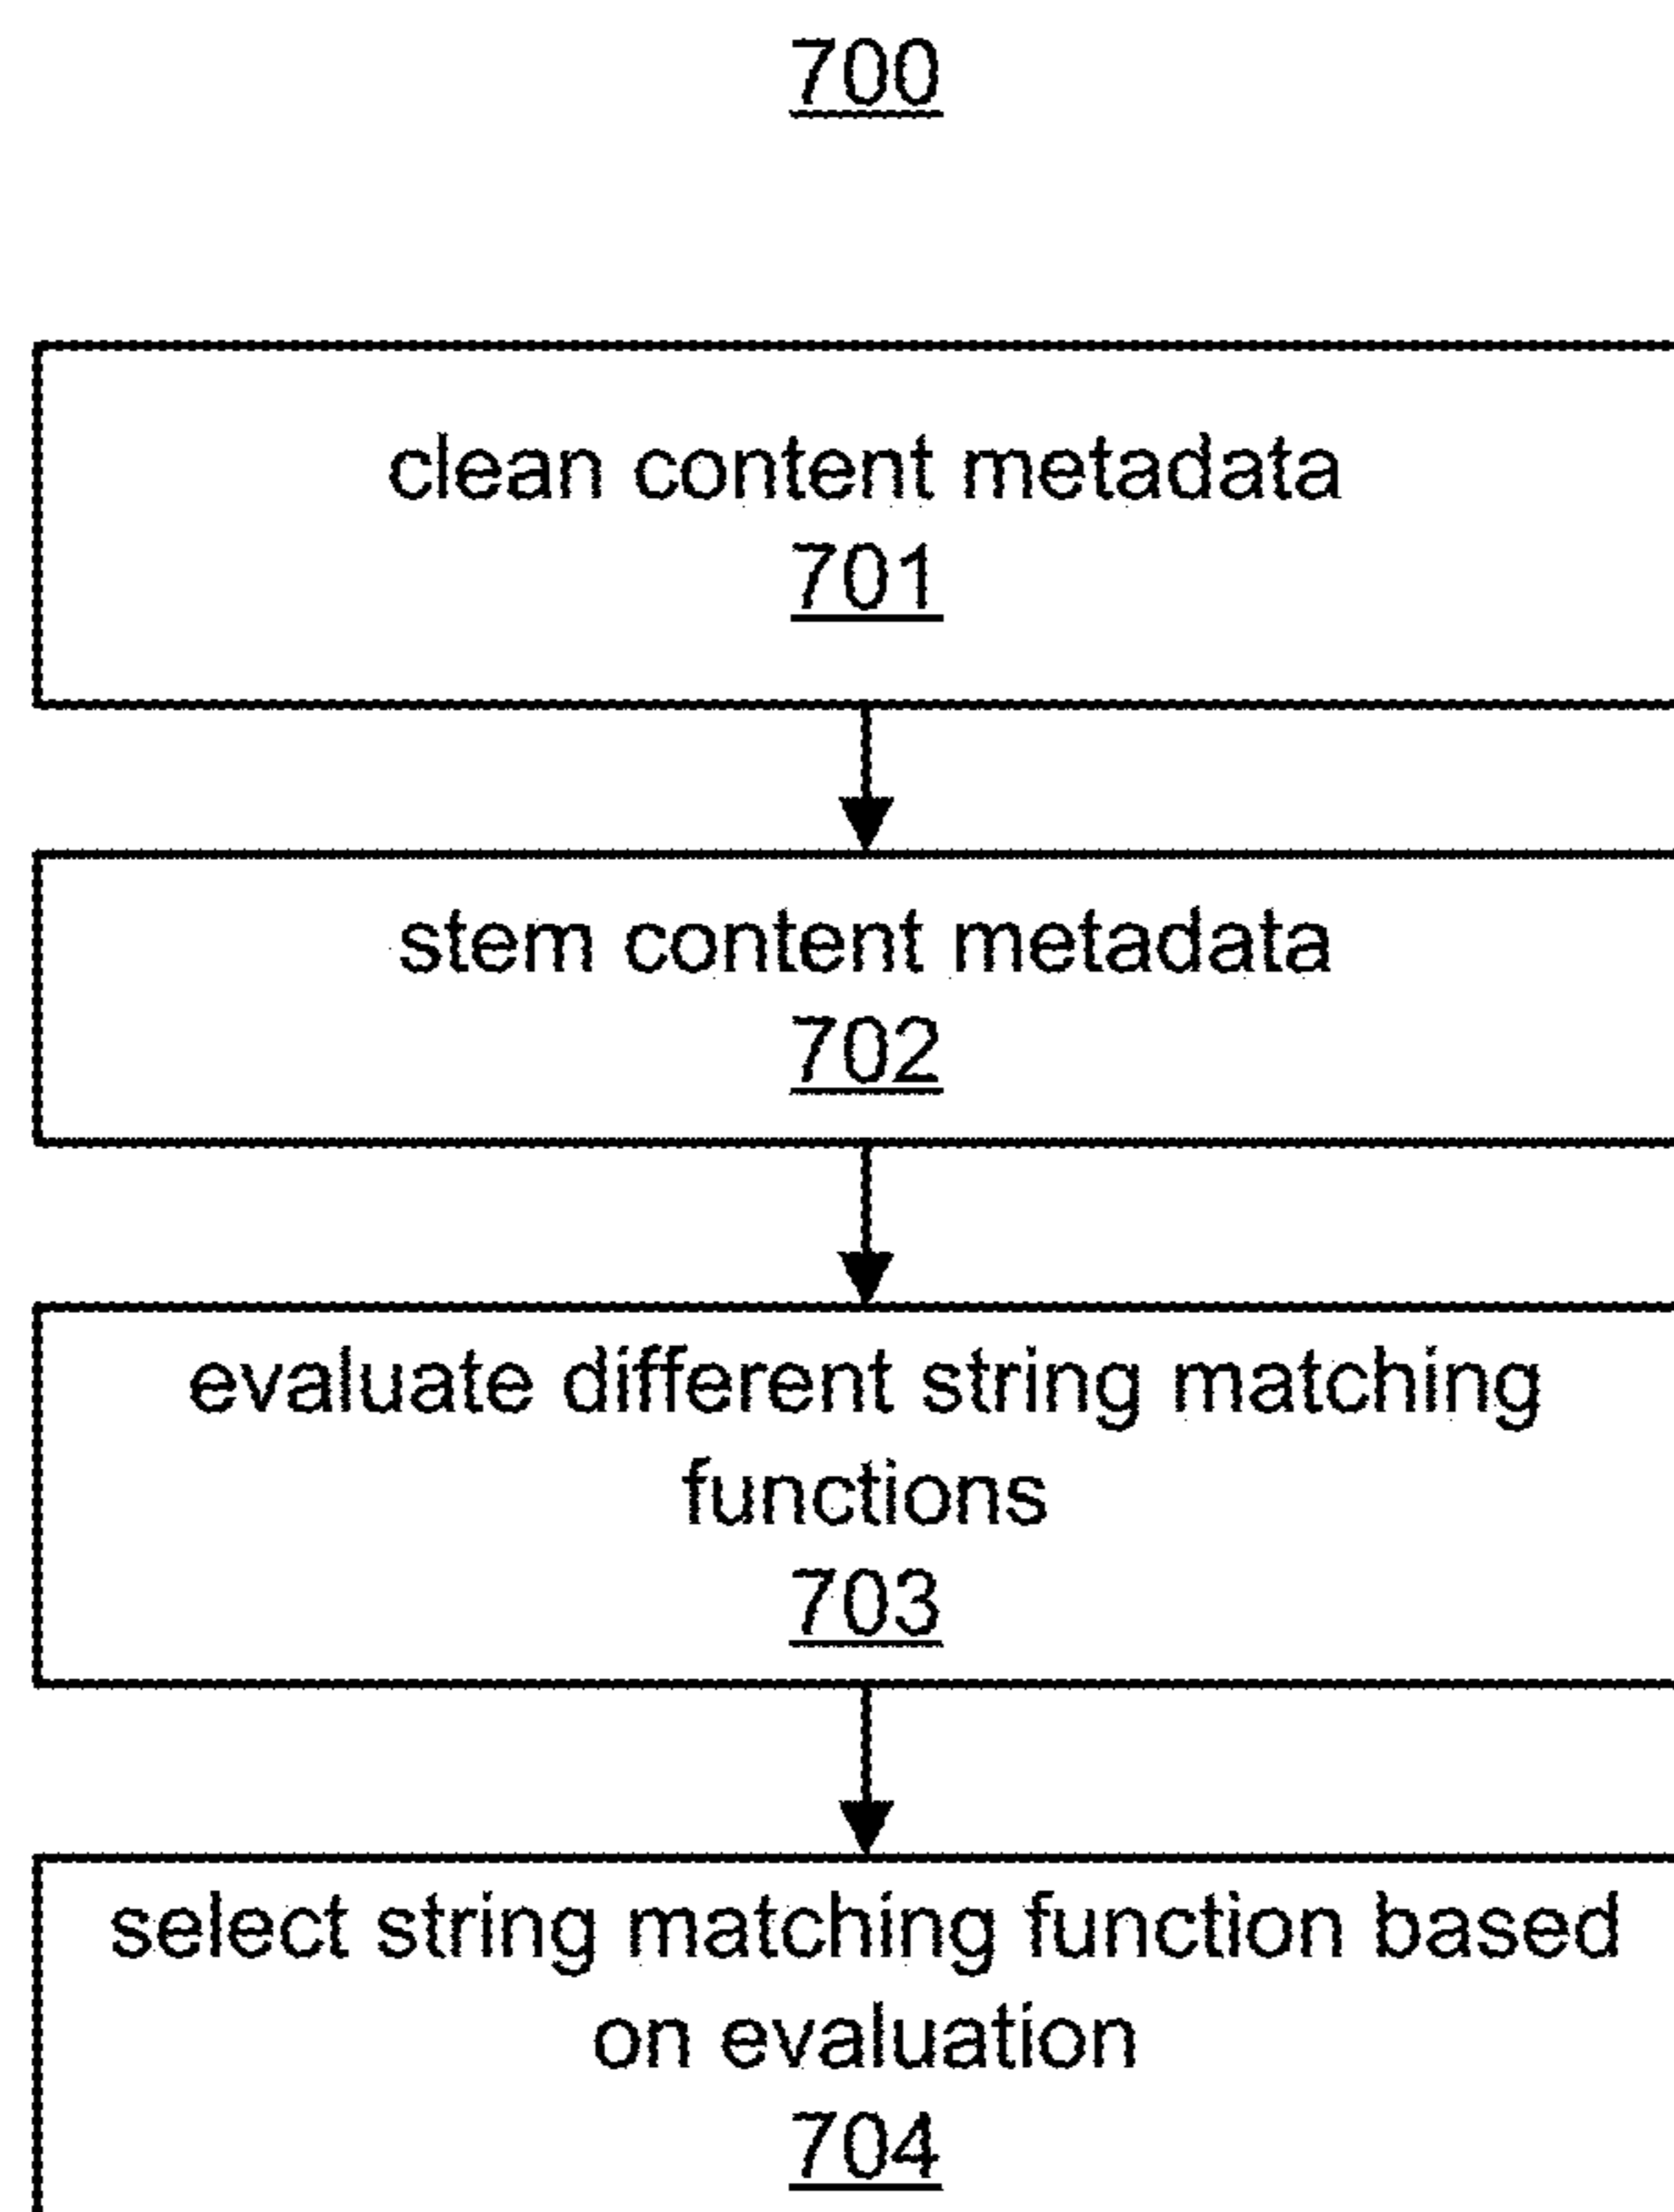 700
clean content metadata
701
stem content metadata
702
evaluate different string matching
functions
703
select string matching function based
on evaluation
704